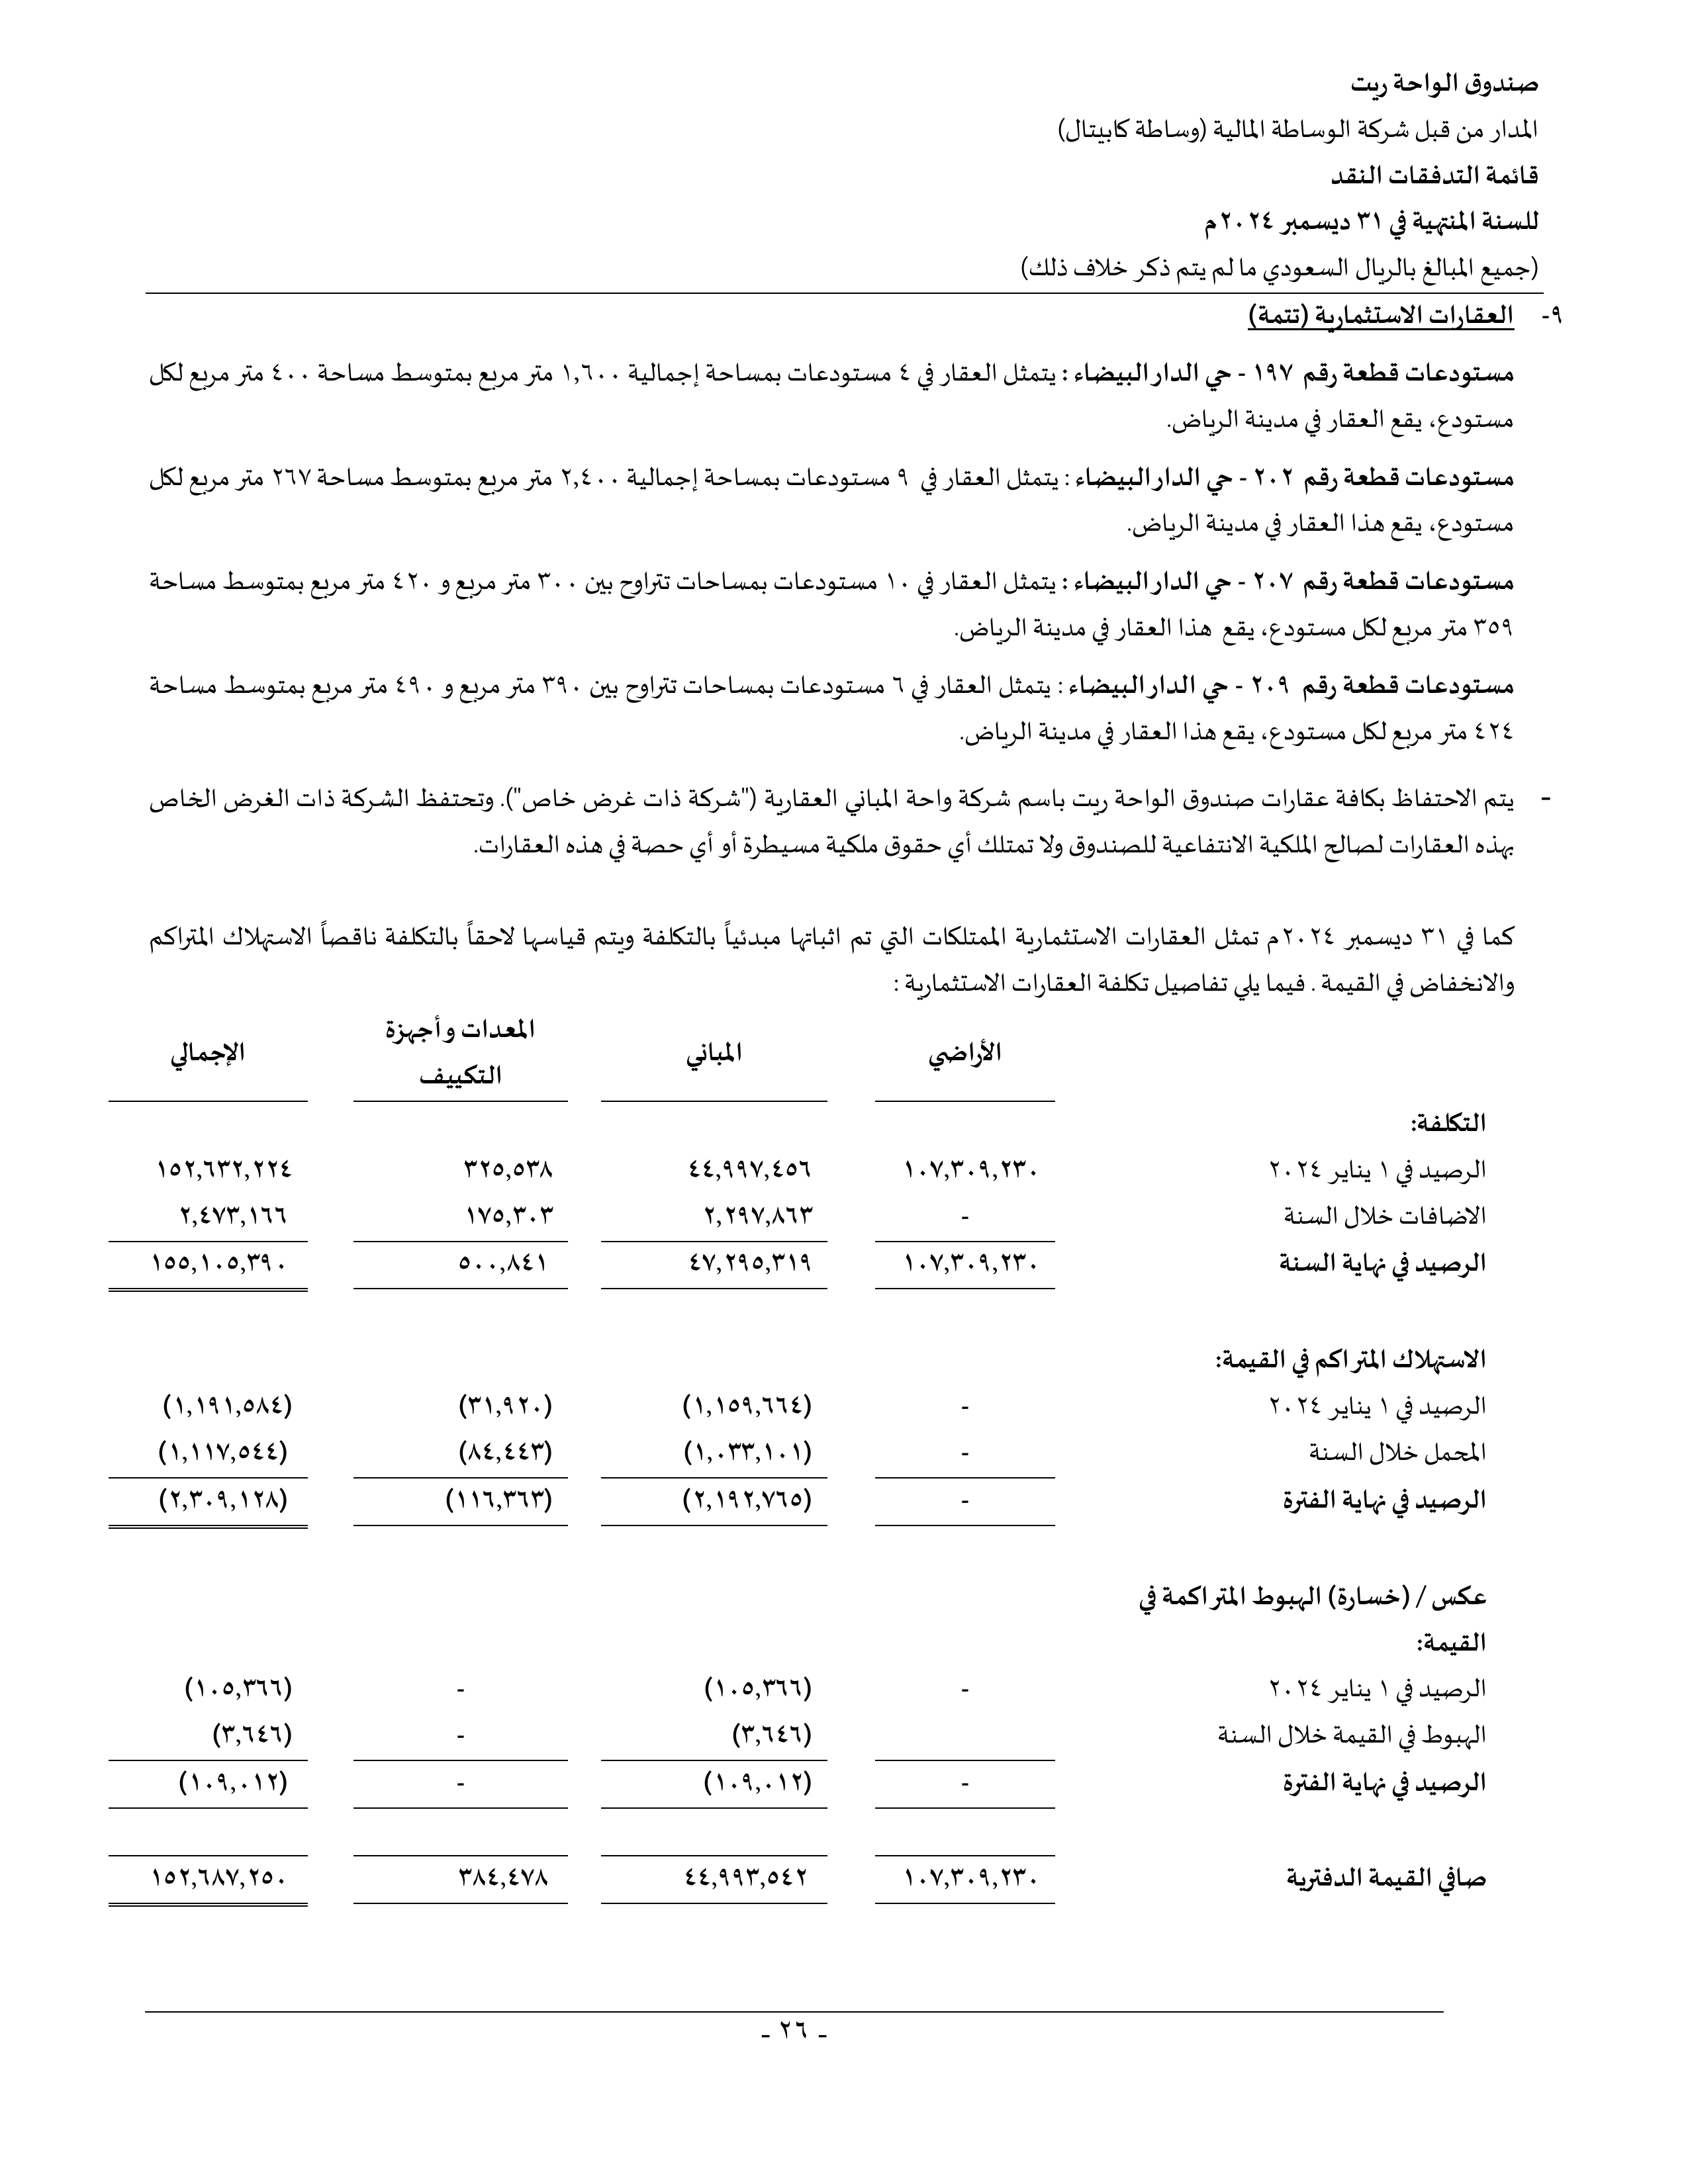 صندوق الواحة ريت
المدار من قبل شركة الوساطة المالية (وساطة كابيتال)
قائمة التدفقات النقد
للسنة المنتهية في ٣١ ديسمبر ٢٠٢٤م
(جميع المبالغ بالريال السعودي ما لم يتم ذكر خلاف ذلك)
٩- العقارات الاستثمارية (تتمة)
مستودعات قطعة رقم ١٩٧ - حي الدار البيضاء : يتمثل العقار في ٤ مستودعات بمساحة إجمالية ١,٦٠٠ متر مربع بمتوسط مساحة ٤٠٠ متر مربع لكل
مستودع، يقع العقار في مدينة الرياض.
مستودعات قطعة رقم ٢٠٢ - حي الدار البيضاء : يتمثل العقار في ٩ مستودعات بمساحة إجمالية ٢,٤٠٠ متر مربع بمتوسط مساحة ٢٦٧ متر مربع لكل
مستودع، يقع هذا العقار في مدينة الرياض.
مستودعات قطعة رقم ٢٠٧ - حي الدار البيضاء : يتمثل العقار في ١٠ مستودعات بمساحات تتراوح بين ٣٠٠ متر مربع و ٤٢٠ متر مربع بمتوسط مساحة
٣٥٩ متر مربع لكل مستودع، يقع هذا العقار في مدينة الرياض.
مستودعات قطعة رقم ٢٠٩ - حي الدار البيضاء : يتمثل العقار في ٦ مستودعات بمساحات تتراوح بين ٣٩٠ متر مربع و ٤٩٠ متر مربع بمتوسط مساحة
٤٢٤ متر مربع لكل مستودع، يقع هذا العقار في مدينة الرياض.
- يتم الاحتفاظ بكافة عقارات صندوق الواحة ريت باسم شركة واحة المباني العقارية ("شركة ذات غرض خاص"). وتحتفظ الشركة ذات الغرض الخاص
بهذه العقارات لصالح الملكية الانتفاعية للصندوق ولا تمتلك أي حقوق ملكية مسيطرة أو أي حصة في هذه العقارات.
كما في ٣١ ديسمبر ٢٠٢٤م تمثل العقارات الاستثمارية الممتلكات التي تم اثباتها مبدئياً بالتكلفة ويتم قياسها لاحقاً بالتكلفة ناقصاً الاستهلاك المتراكم
والانخفاض في القيمة . فيما يلي تفاصيل تكلفة العقارات الاستثمارية :
الأراضي المباني المعدات وأجهزة التكييف الإجمالي
التكلفة:
الرصيد في ١ يناير ٢٠٢٤ ١٠٧,٣٠٩,٢٣٠ ٤٤,٩٩٧,٤٥٦ ٣٢٥,٥٣٨ ١٥٢,٦٣٢,٢٢٤
الاضافات خلال السنة - ٢,٢٩٧,٨٦٣ ١٧٥,٣٠٣ ٢,٤٧٣,١٦٦
الرصيد في نهاية السنة ١٠٧,٣٠٩,٢٣٠ ٤٧,٢٩٥,٣١٩ ٥٠٠,٨٤١ ١٥٥,١٠٥,٣٩٠
الاستهلاك المتراكم في القيمة:
الرصيد في ١ يناير ٢٠٢٤ - (١,١٥٩,٦٦٤) (٣١,٩٢٠) (١,١٩١,٥٨٤)
المحمل خلال السنة - (١,٠٣٣,١٠١) (٨٤,٤٤٣) (١,١١٧,٥٤٤)
الرصيد في نهاية الفترة - (٢,١٩٢,٧٦٥) (١١٦,٣٦٣) (٢,٣٠٩,١٢٨)
عكس / (خسارة) الهبوط المتراكمة في
القيمة:
الرصيد في ١ يناير ٢٠٢٤ - (١٠٥,٣٦٦) - (١٠٥,٣٦٦)
الهبوط في القيمة خلال السنة (٣,٦٤٦) - (٣,٦٤٦)
الرصيد في نهاية الفترة - (١٠٩,٠١٢) - (١٠٩,٠١٢)
صافي القيمة الدفترية ١٠٧,٣٠٩,٢٣٠ ٤٤,٩٩٣,٥٤٢ ٣٨٤,٤٧٨ ١٥٢,٦٨٧,٢٥٠
- ٢٦ -